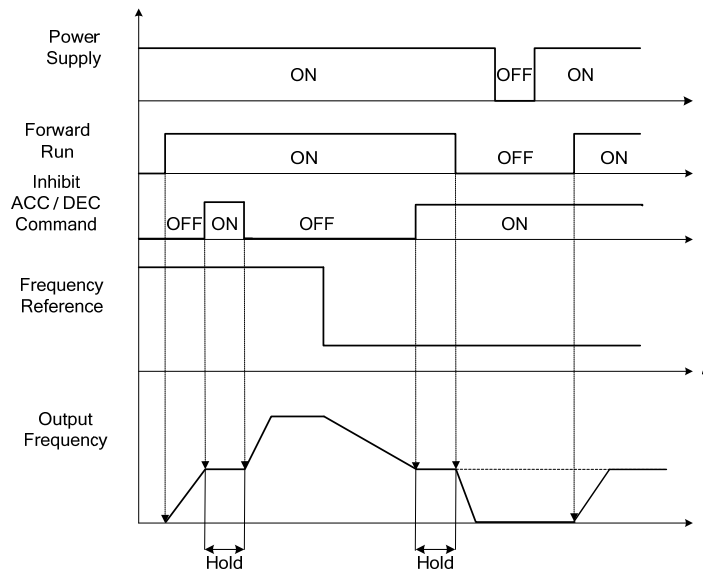 Power
Supply
ON
OFF
ON
Forward
Run
ON
OFF
ON
Inhibit
ACC / DEC
Command
OFF
ON
OFF
ON
Frequency
Reference
Output
Frequency
Hold
Hold